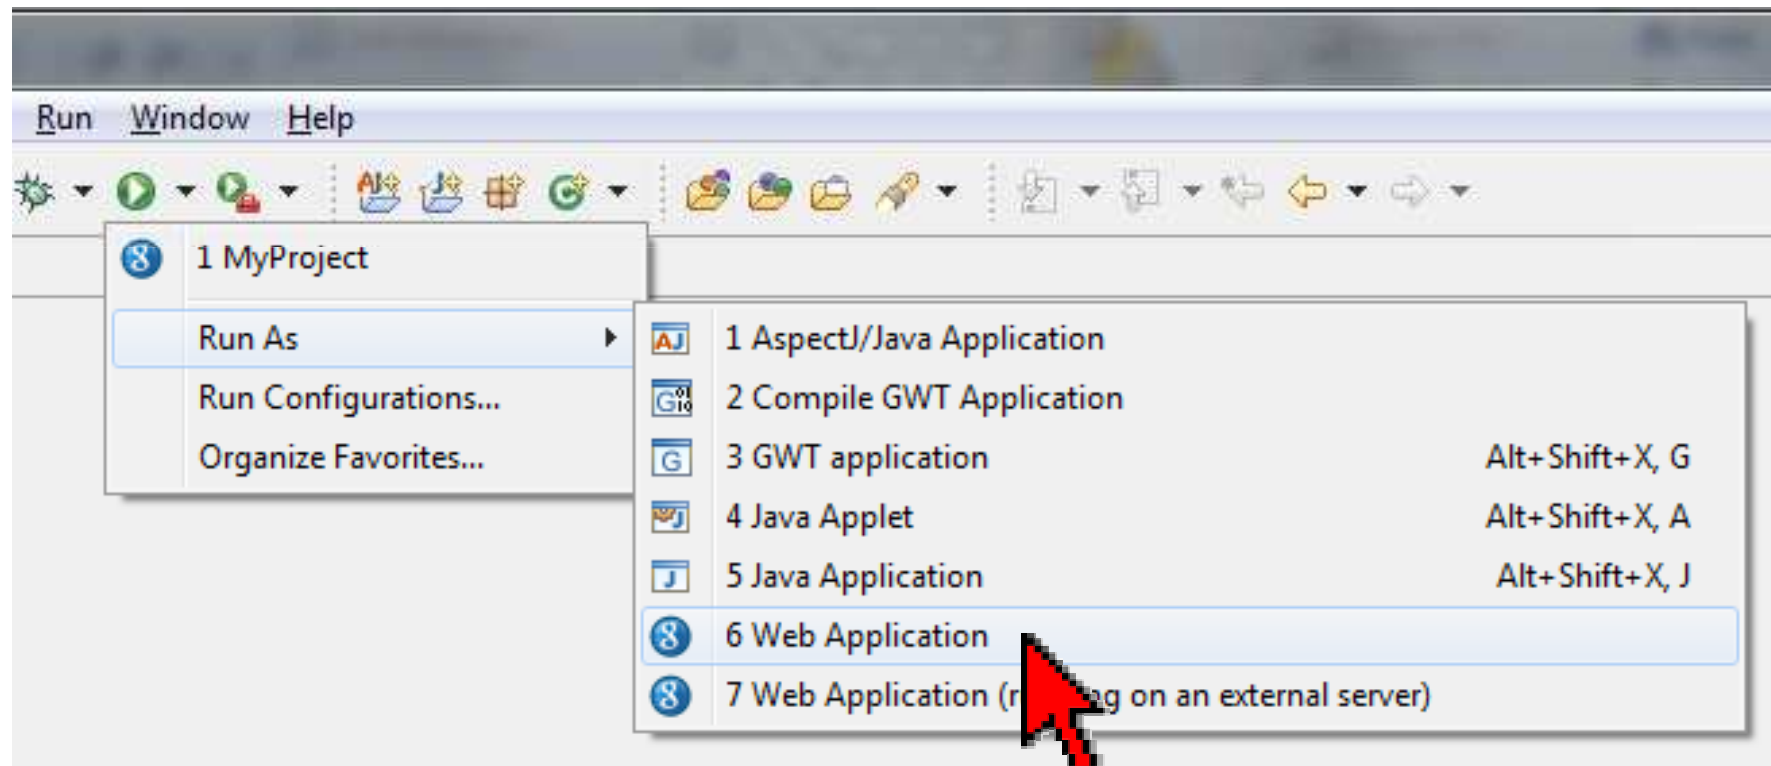 Run Window Help
1 MyProject
Run As
Run Configurations...
Organize Favorites...
1 AspectJ/Java Application
2 Compile GWT Application
3 GWT application Alt+Shift+X, G
4 Java Applet Alt+Shift+X, A
5 Java Application Alt+Shift+X, J
6 Web Application
7 Web Application ( on an external server)